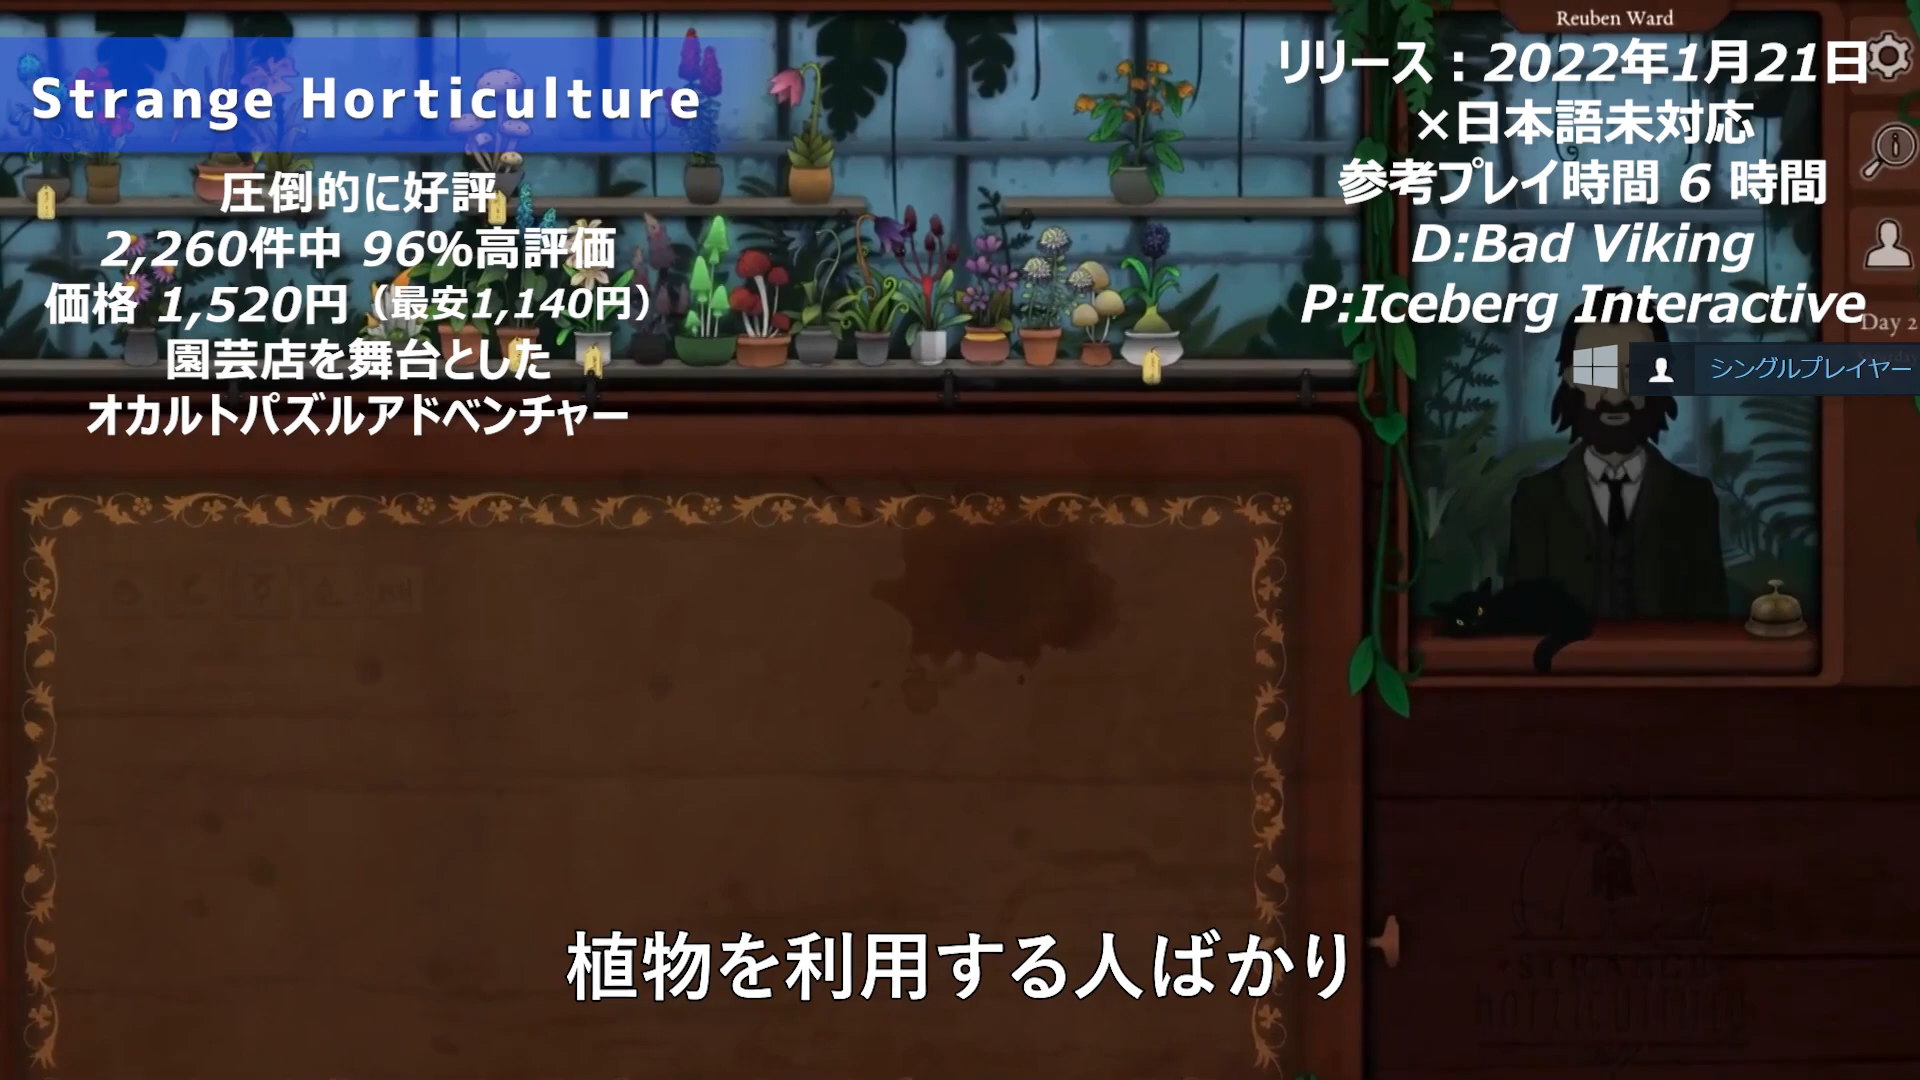 Reuben Ward
Strange Horticulture
圧倒的に好評
2,260件中 96%高評価
価格 1,520円（最安1,140円）
園芸店を舞台とした
オカルトパズルアドベンチャー
リリース：2022年1月21日
×日本語未対応
参考プレイ時間 6 時間
D:Bad Viking
P:Iceberg Interactive
Day 2
シングルプレイヤー
植物を利用する人ばかり
STRANGE
horticulture